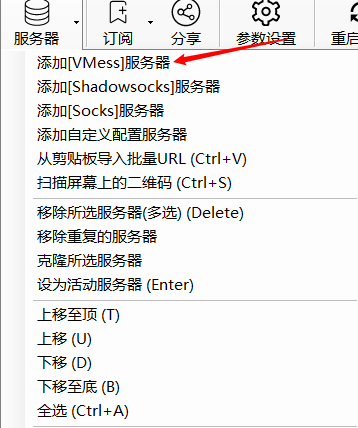 服务器 订阅 分享 参数设置
添加[VMess]服务器
添加[Shadowsocks]服务器
添加[Socks]服务器
添加自定义配置服务器
从剪贴板导入批量URL (Ctrl+V)
扫描屏幕上的二维码 (Ctrl+S)
移除所选服务器(多选) (Delete)
移除重复的服务器
克隆所选服务器
设为活动服务器 (Enter)
上移至顶 (T)
上移 (U)
下移 (D)
下移至底 (B)
全选 (Ctrl+A)